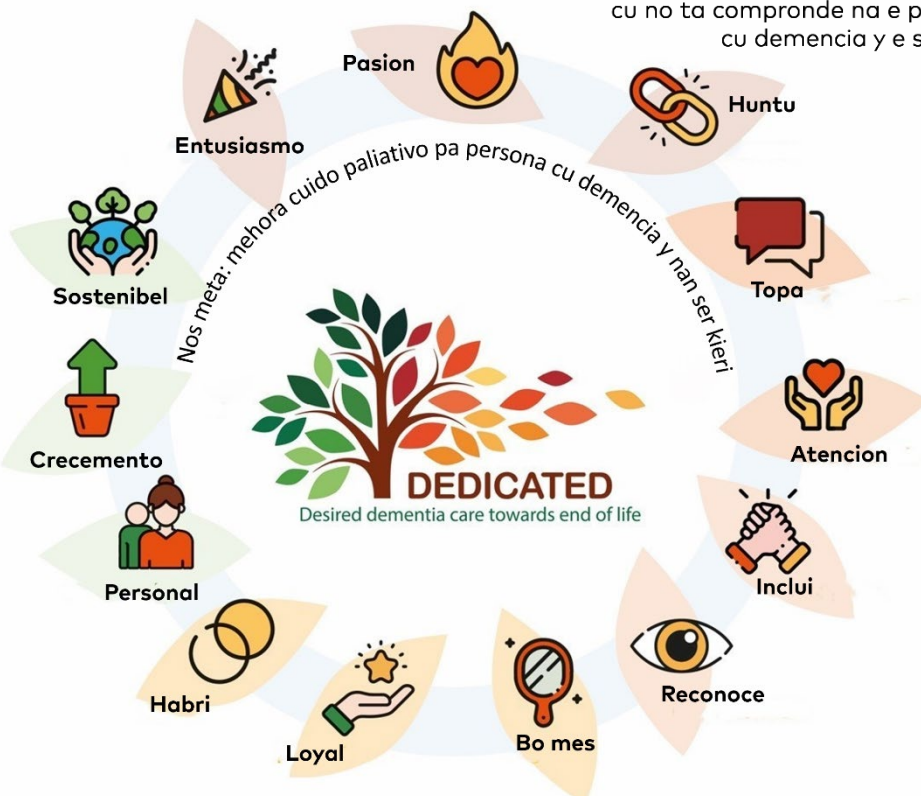 cu no ta compronde na e p
cu demencia y e s
Pasion
Huntu
Entusiasmo
Nos meta: mehora cuido paliativo pa persona cu demencia y nan ser kieri
Topa
Sostenibel
Atencion
Crecemento
DEDICATED
Desired dementia care towards end of life
Inclui
Personal
Reconoce
Habri
Bo mes
Loyal